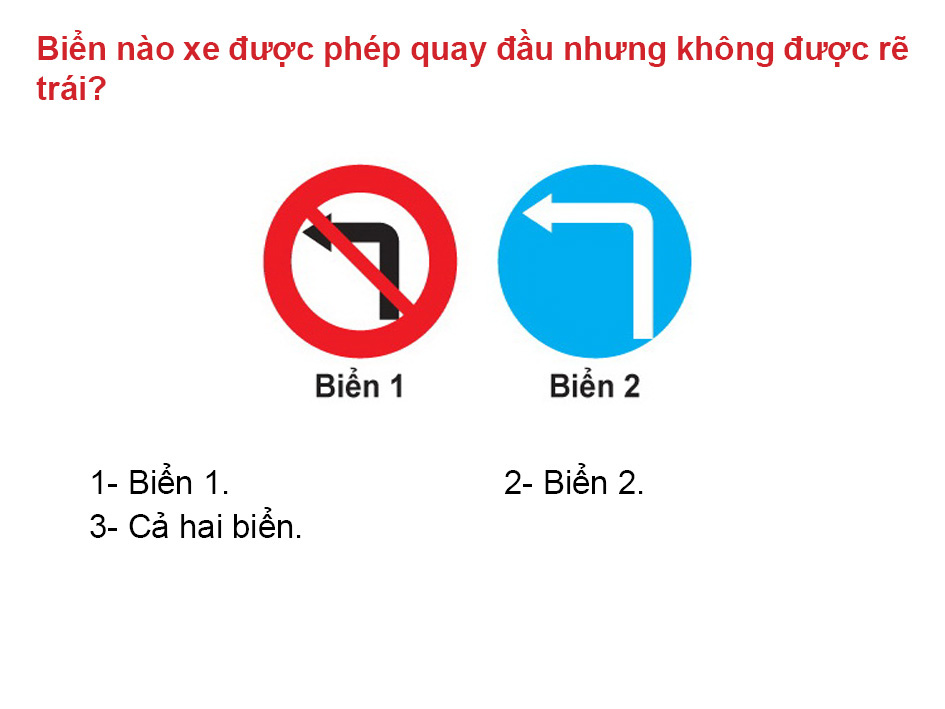 Biển nào xe được phép quay đầu nhưng không được rẽ
trái?
Biển 1 Biển 2
1- Biển 1. 2- Biển 2.
3- Cả hai biển.